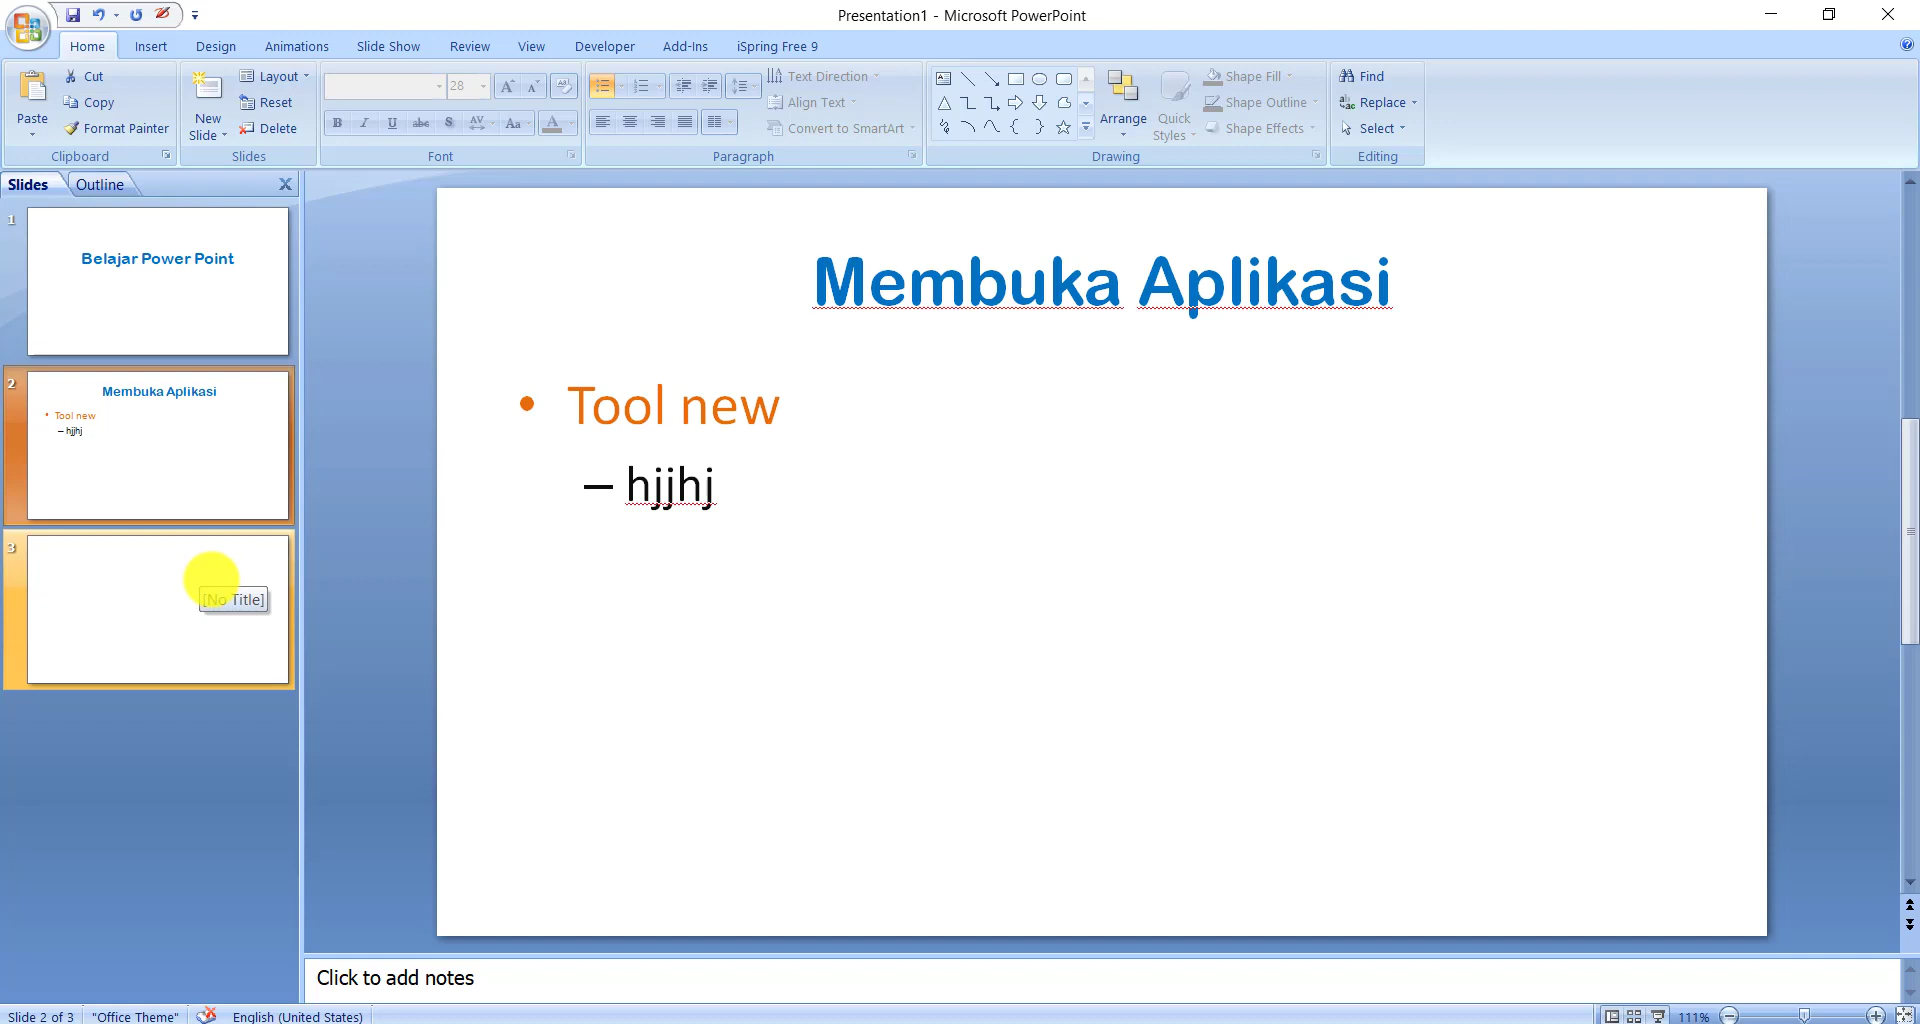 Presentation1 - Microsoft PowerPoint
Home Insert Design Animations Slide Show Review View Developer Add-Ins iSpring Free 9
Paste Cut Copy Format Painter
Clipboard
New Slide Layout Reset Delete
Slides
28
B I U abc S AV Aa A
Font
Text Direction
Align Text
Convert to SmartArt
Paragraph
Arrange Quick Styles Shape Fill Shape Outline Shape Effects
Drawing
Find
Replace
Select
Editing
Slides Outline
1
Belajar Power Point
2
Membuka Aplikasi
• Tool new
– hjjhj
3
[No Title]
Membuka Aplikasi
• Tool new
– hjjhj
Click to add notes
Slide 2 of 3 "Office Theme" English (United States) 111%